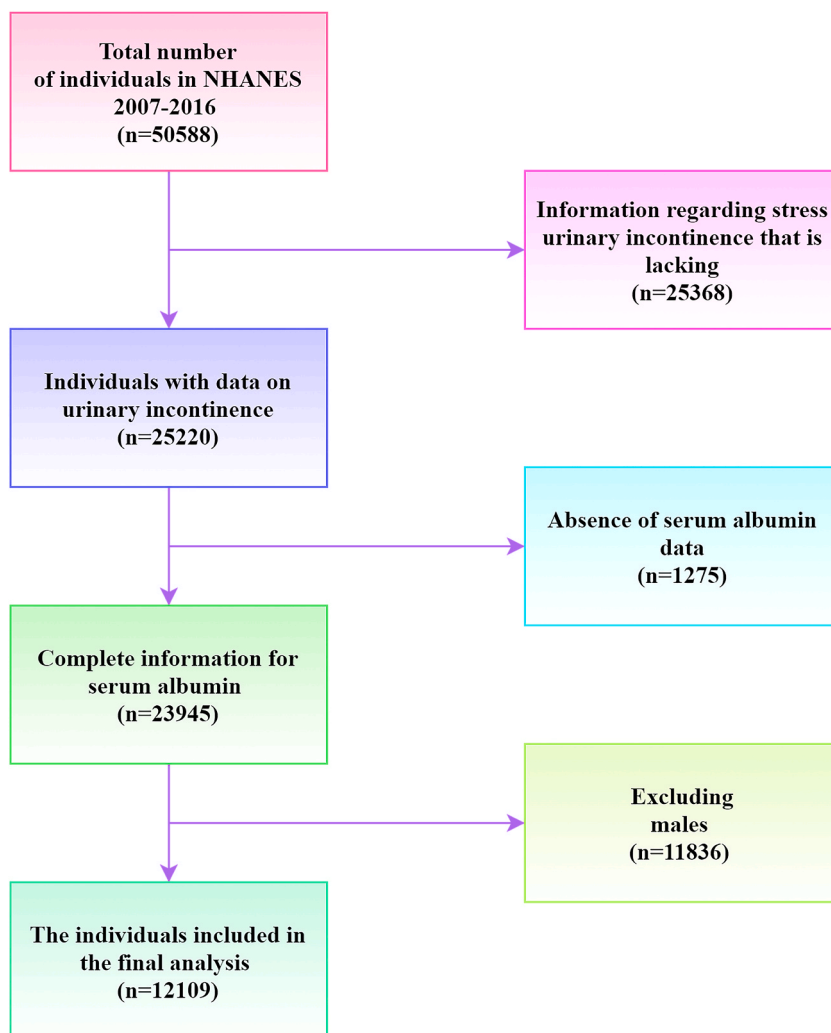 Total number
of individuals in NHANES
2007-2016
(n=50588)
Information regarding stress
urinary incontinence that is
lacking
(n=25368)
Individuals with data on
urinary incontinence
(n=25220)
Absence of serum albumin
data
(n=1275)
Complete information for
serum albumin
(n=23945)
Excluding
males
(n=11836)
The individuals included in
the final analysis
(n=12109)